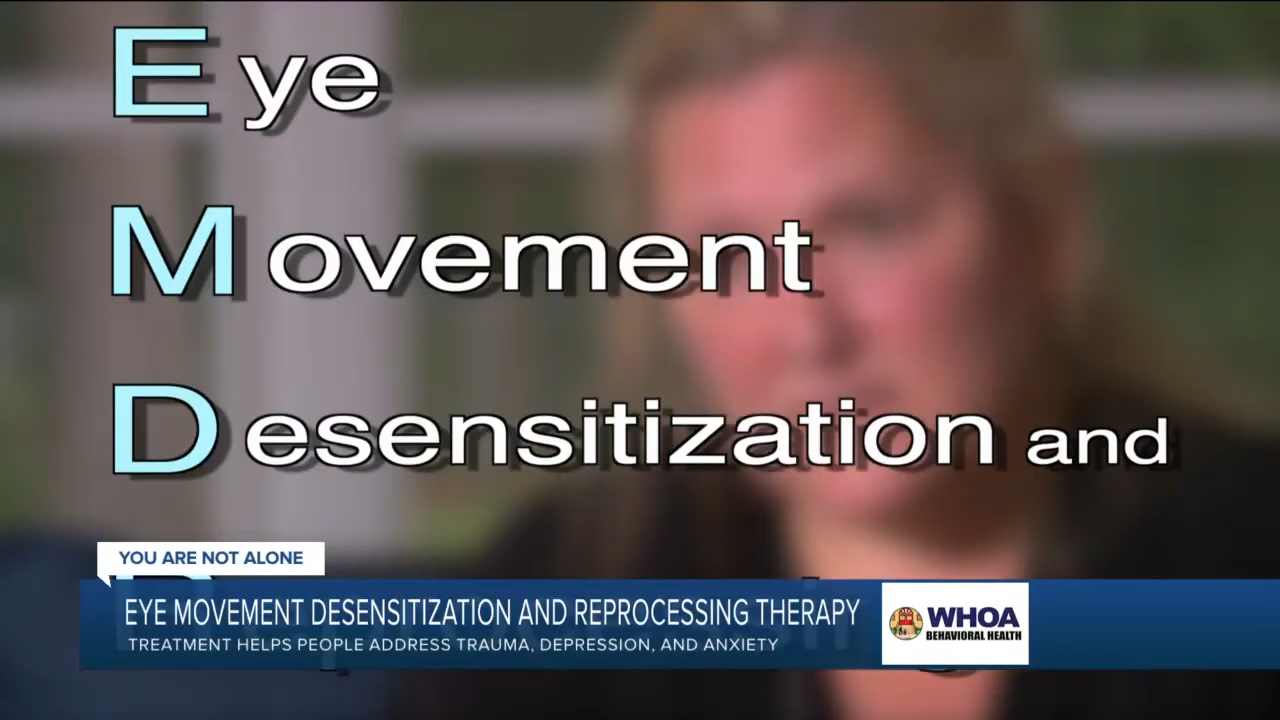 Eye
Movement
Desensitization and
YOU ARE NOT ALONE
EYE MOVEMENT DESENSITIZATION AND REPROCESSING THERAPY
TREATMENT HELPS PEOPLE ADDRESS TRAUMA, DEPRESSION, AND ANXIETY
WHOA
BEHAVIORAL HEALTH